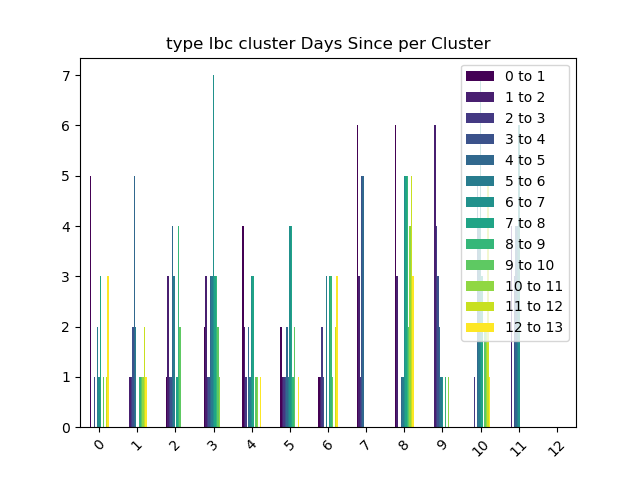 type Ibc cluster Days Since per Cluster
7
6
5
4
3
2
1
0
0 to 1
1 to 2
2 to 3
3 to 4
4 to 5
5 to 6
6 to 7
7 to 8
8 to 9
9 to 10
10 to 11
11 to 12
12 to 13
0 1 2 3 4 5 6 7 8 9 10 11 12